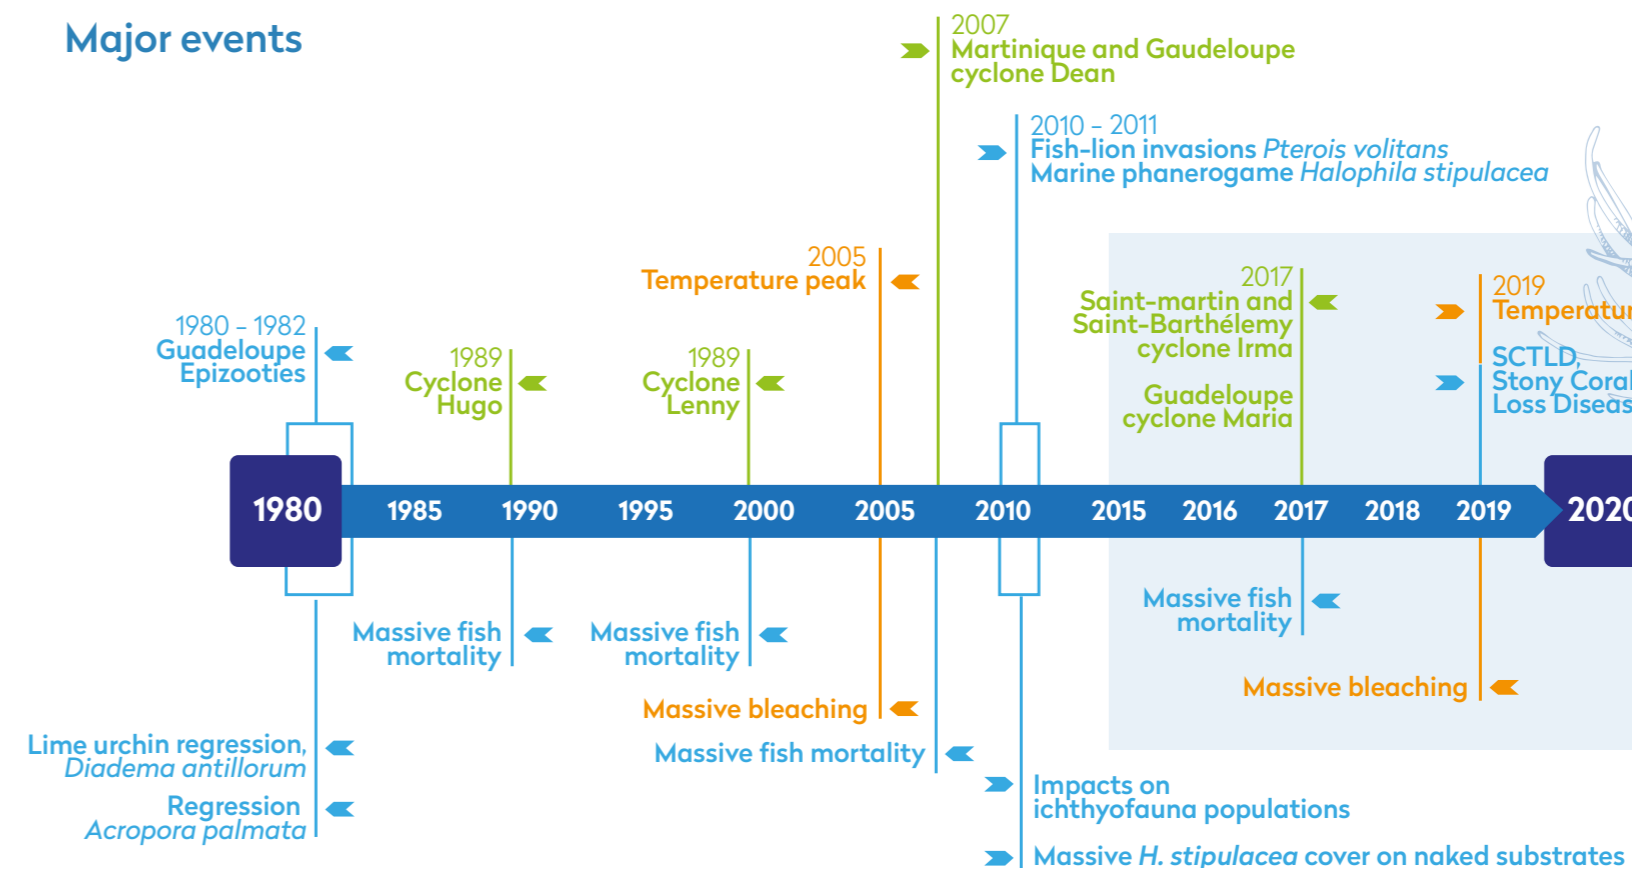 Major events
2007
Martinique and Gaudeloupe
cyclone Dean
2010 - 2011
Fish-lion invasions Pterois volitans
Marine phanerogame Halophila stipulacea
2005
Temperature peak
2017
Saint-martin and
Saint-Barthélemy
cyclone Irma
Guadeloupe
cyclone Maria
2019
SCTLD,
Stony Coral
Loss
1980 - 1982
Guadeloupe
Epizooties
1989
Cyclone
Hugo
1989
Cyclone
Lenny
1980 1985 1990 1995 2000 2005 2010 2015 2016 2017 2018 2019 2020
Massive fish
mortality
Massive fish
mortality
Massive fish
mortality
Massive bleaching
Massive bleaching
Massive fish mortality
Lime urchin regression,
Diadema antillorum
Regression
Acropora palmata
Impacts on
ichthyofauna populations
Massive H. stipulacea cover on naked substrates